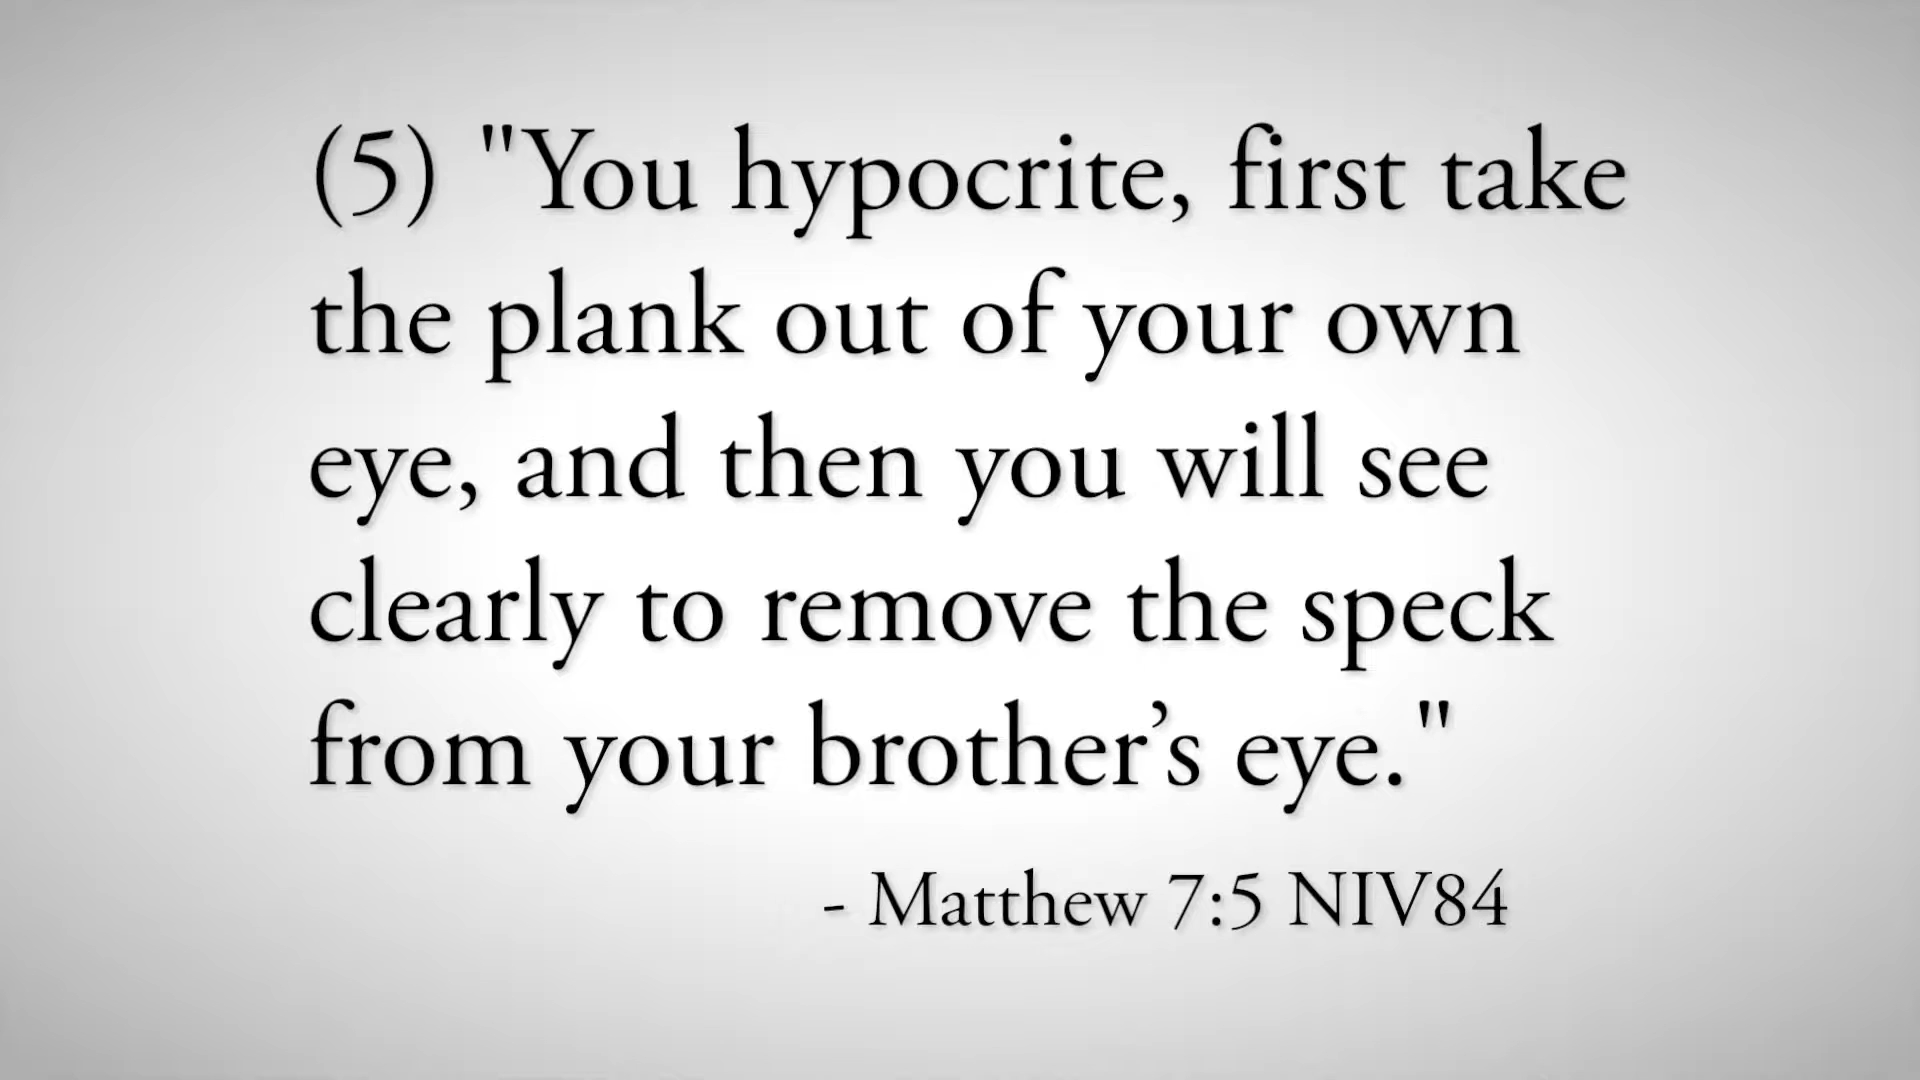 (5) "You hypocrite, first take
the plank out of your own
eye, and then you will see
clearly to remove the speck
from your brother’s eye."
- Matthew 7:5 NIV84